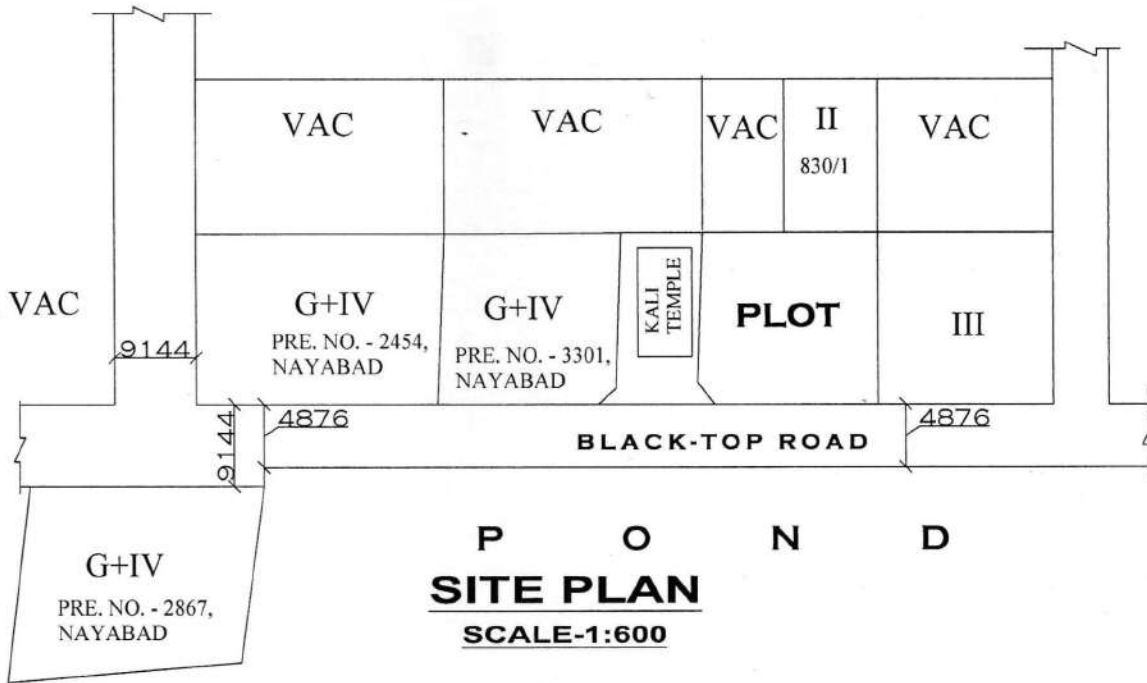 VAC
VAC
VAC
II
830/1
VAC
VAC
9144
G+IV
PRE. NO. - 2454,
NAYABAD
G+IV
PRE. NO. - 3301,
NAYABAD
KALI
TEMPLE
PLOT
III
9144
4876
BLACK-TOP ROAD
4876
G+IV
PRE. NO. - 2867,
NAYABAD
P O N D
SITE PLAN
SCALE-1:600